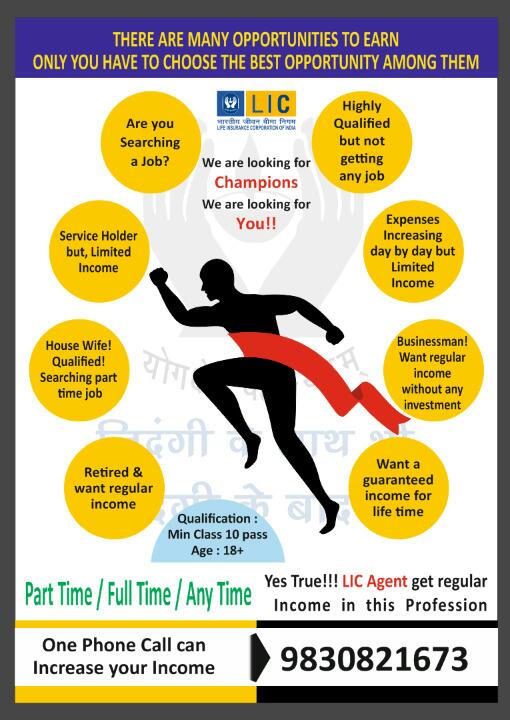 THERE ARE MANY OPPORTUNITIES TO EARN
ONLY YOU HAVE TO CHOOSE THE BEST OPPORTUNITY AMONG THEM
LIC
भारतीय जीवन बीमा निगम
LIFE INSURANCE CORPORATION OF INDIA
Are you
Searching
a Job?
Highly
Qualified
but not
getting
any job
We are looking for
Champions
We are looking for
You!!
Service Holder
but, Limited
Income
Expenses
Increasing
day by day but
Limited
Income
House Wife!
Qualified!
Searching part
time job
Businessman!
Want regular
income
without any
investment
Retired &
want regular
income
Want a
guaranteed
income for
life time
Qualification :
Min Class 10 pass
Age : 18+
Part Time / Full Time / Any Time
Yes True!!! LIC Agent get regular
Income in this Profession
One Phone Call can
Increase your Income
9830821673